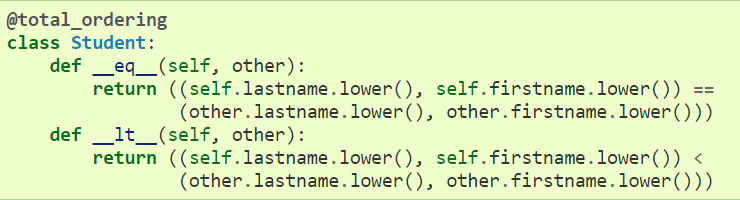 @total_ordering
class Student:
    def __eq__(self, other):
        return ((self.lastname.lower(), self.firstname.lower()) ==
                (other.lastname.lower(), other.firstname.lower()))
    def __lt__(self, other):
        return ((self.lastname.lower(), self.firstname.lower()) <
                (other.lastname.lower(), other.firstname.lower()))